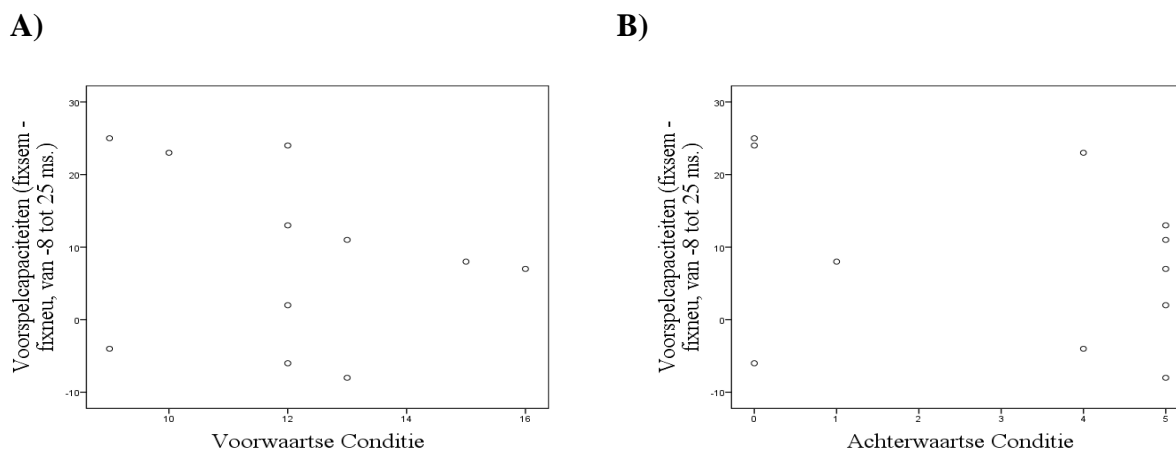 A)
Voorspelcapaciteiten (fixsem -
fixneu, van -8 tot 25 ms.)
30
20
10
0
-10
10
12
14
16
Voorwaartse Conditie
B)
Voorspelcapaciteiten (fixsem -
fixneu, van -8 tot 25 ms.)
30
20
10
0
-10
0
1
2
3
4
5
Achterwaartse Conditie